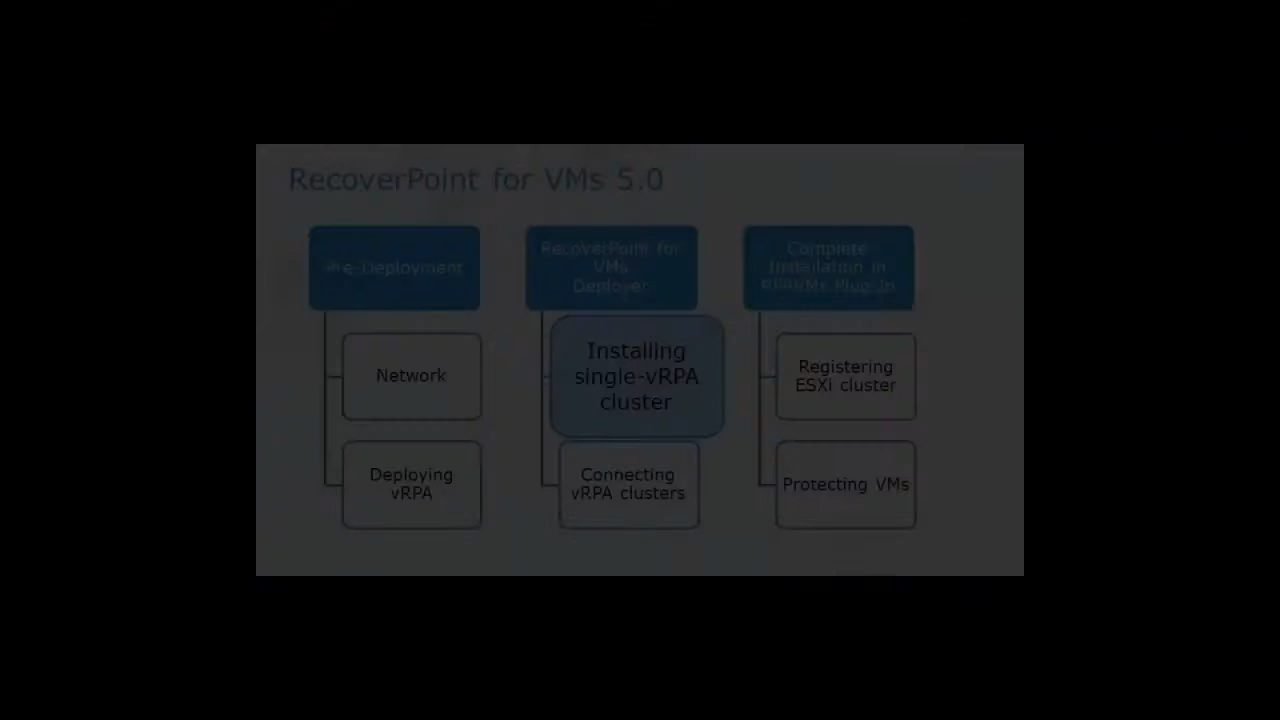 RecoverPoint for VMs 5.0
Pre-Deployment
Network
Deploying
vRPA
RecoverPoint for
VMs
Deployer
Installing
single-vRPA
cluster
Connecting
vRPA clusters
Complete
Installation in
RP4VMs Plug-In
Registering
ESXi cluster
Protecting VMs